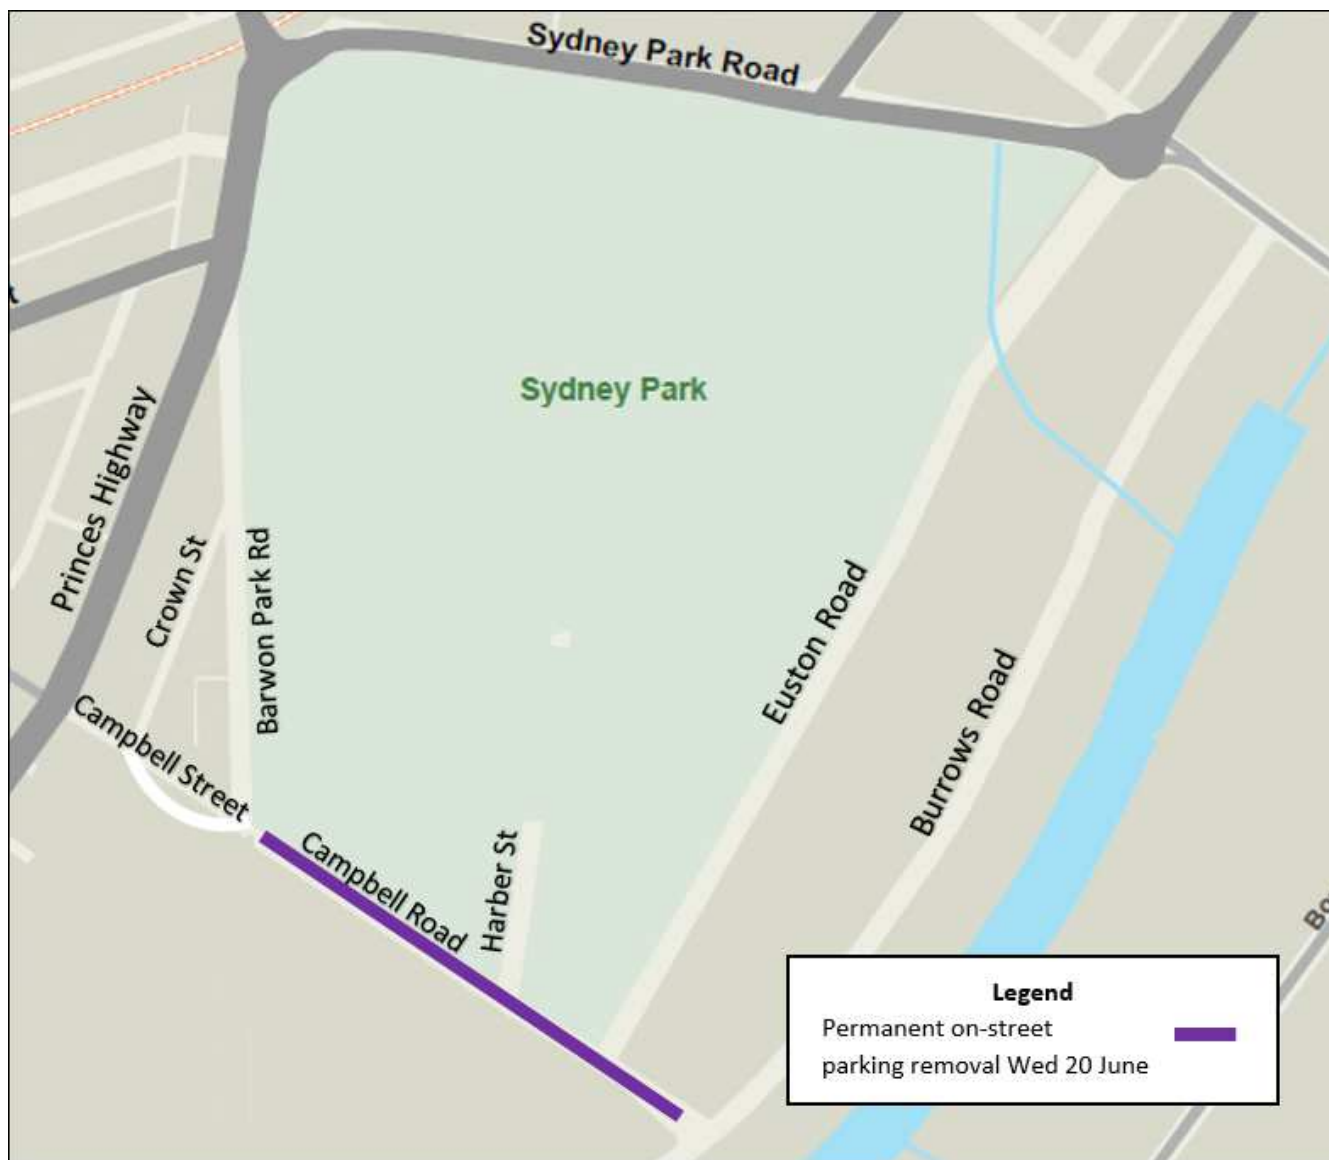 Sydney Park Road
t
Sydney Park
Princes Highway
Crown St
Barwon Park Rd
Euston Road
Burrows Road
Campbell Street
Campbell Road
Harber St
Bo
Legend
Permanent on-street
parking removal Wed 20 June